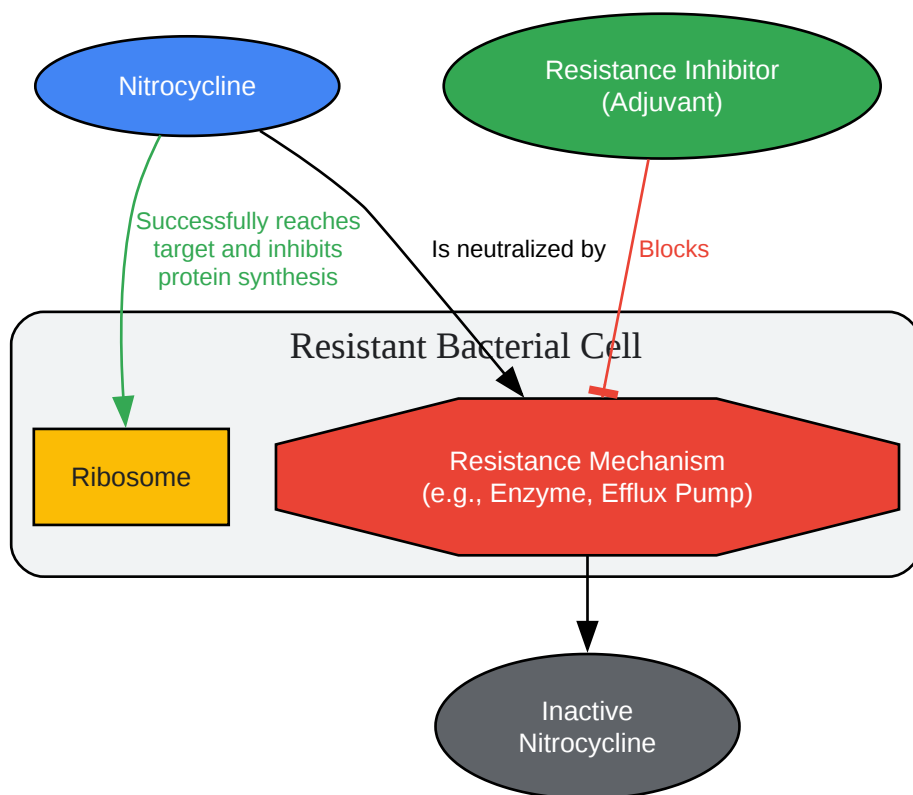 Nitrocycline
Resistance Inhibitor
(Adjuvant)
Successfully reaches
target and inhibits
protein synthesis
Is neutralized by
Blocks
Resistant Bacterial Cell
Ribosome
Resistance Mechanism
(e.g., Enzyme, Efflux Pump)
Inactive
Nitrocycline